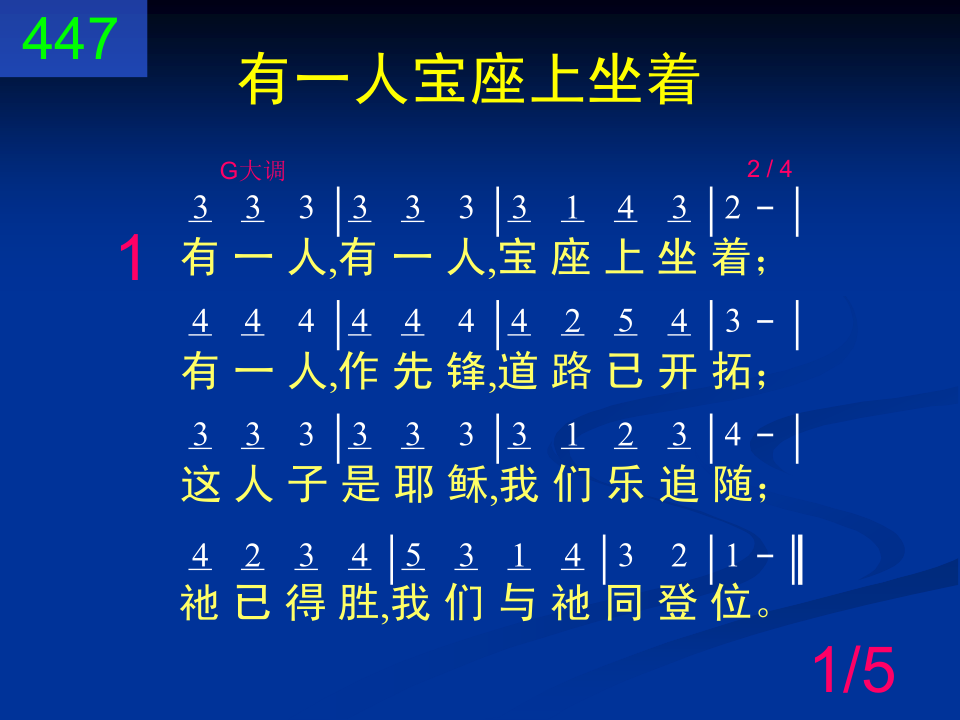 447
有一人宝座上坐着
G大调 2 / 4
3 3 3 | 3 3 3 | 3 1 4 3 | 2 - |
1
有一人,有一人,宝座上坐着；
4 4 4 | 4 4 4 | 4 2 5 4 | 3 - |
有一人,作先锋,道路已开拓；
3 3 3 | 3 3 3 | 3 1 2 3 | 4 - |
这人子是耶稣,我们乐追随；
4 2 3 4 | 5 3 1 4 | 3 2 | 1 - ‖
祂已得胜,我们与祂同登位。
1/5